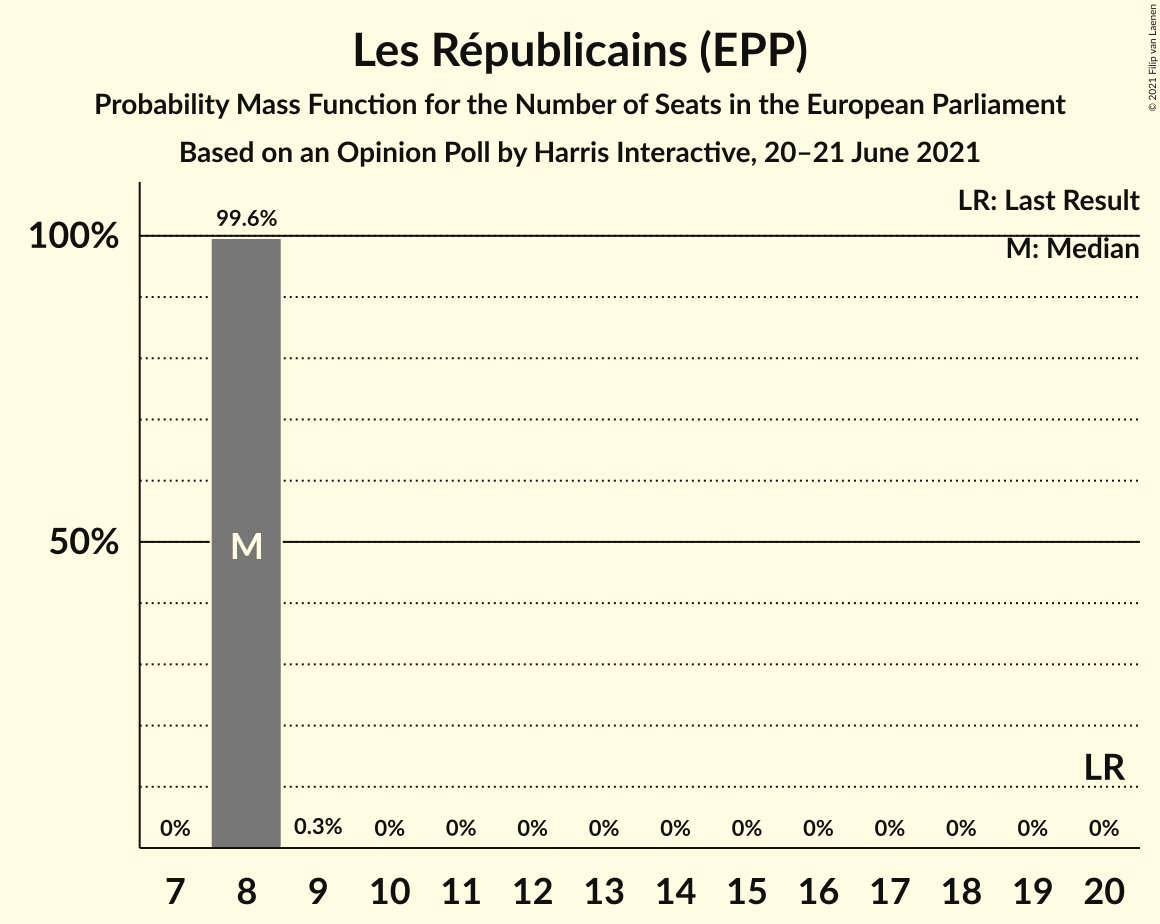 Les Républicains (EPP)
Probability Mass Function for the Number of Seats in the European Parliament
Based on an Opinion Poll by Harris Interactive, 20–21 June 2021
© 2021 Filip van Laenen
LR: Last Result
M: Median
99.6%
100%
50%
M
LR
0% 0.3% 0% 0% 0% 0% 0% 0% 0% 0% 0% 0% 0%
7 8 9 10 11 12 13 14 15 16 17 18 19 20